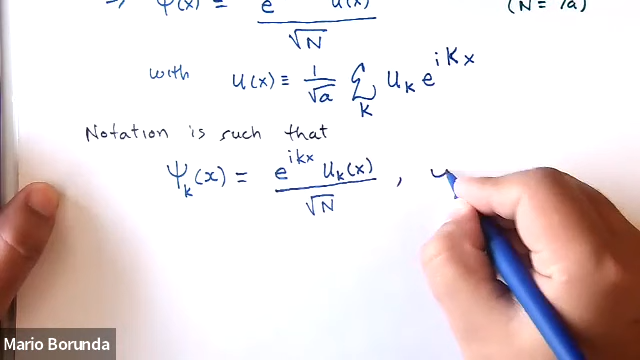 ⇒ ψ(x) = e u(x) / √N (N = /a)
with u(x) ≡ 1/√a Σ_K u_K e^{iKx}
Notation is such that
ψ_k(x) = e^{ikx} u_k(x) / √N ,
Mario Borunda